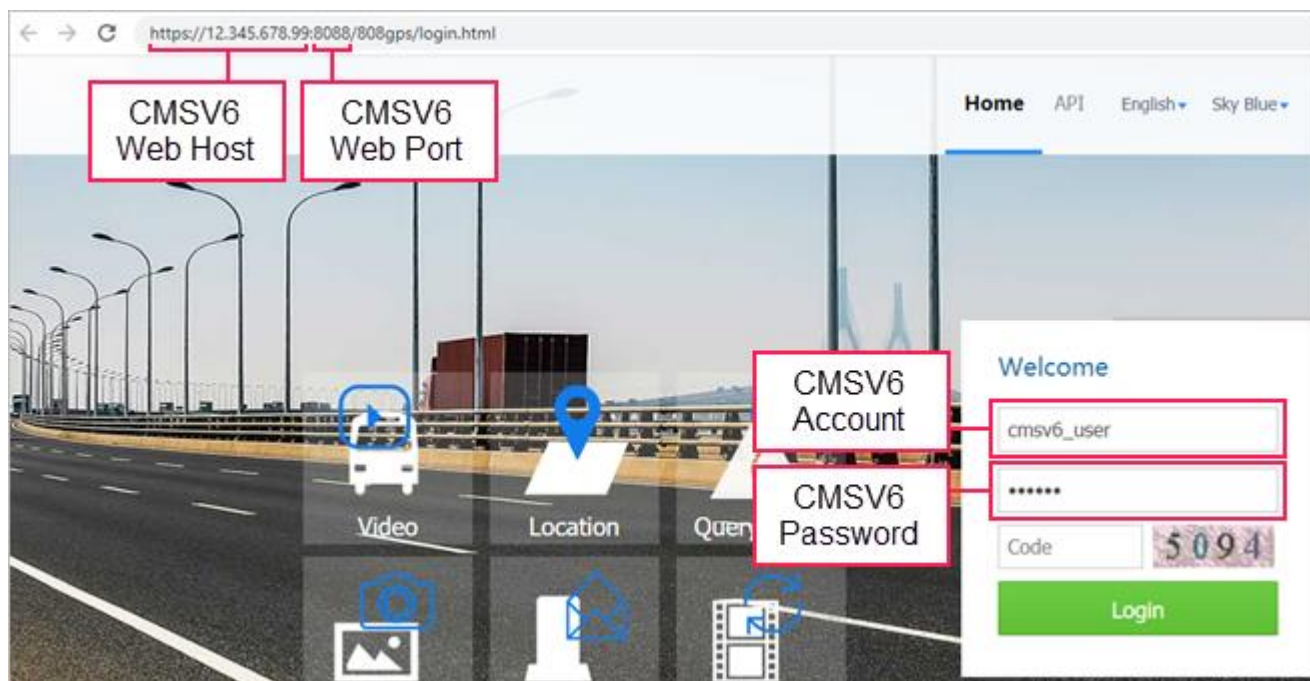 https://12.345.678.99:8088/808gps/login.html
CMSV6
Web Host
CMSV6
Web Port
Home API English Sky Blue
CMSV6
Account
Welcome
cmsv6_user
CMSV6
Password
••••••
Code 5094
Login
Video Location Query